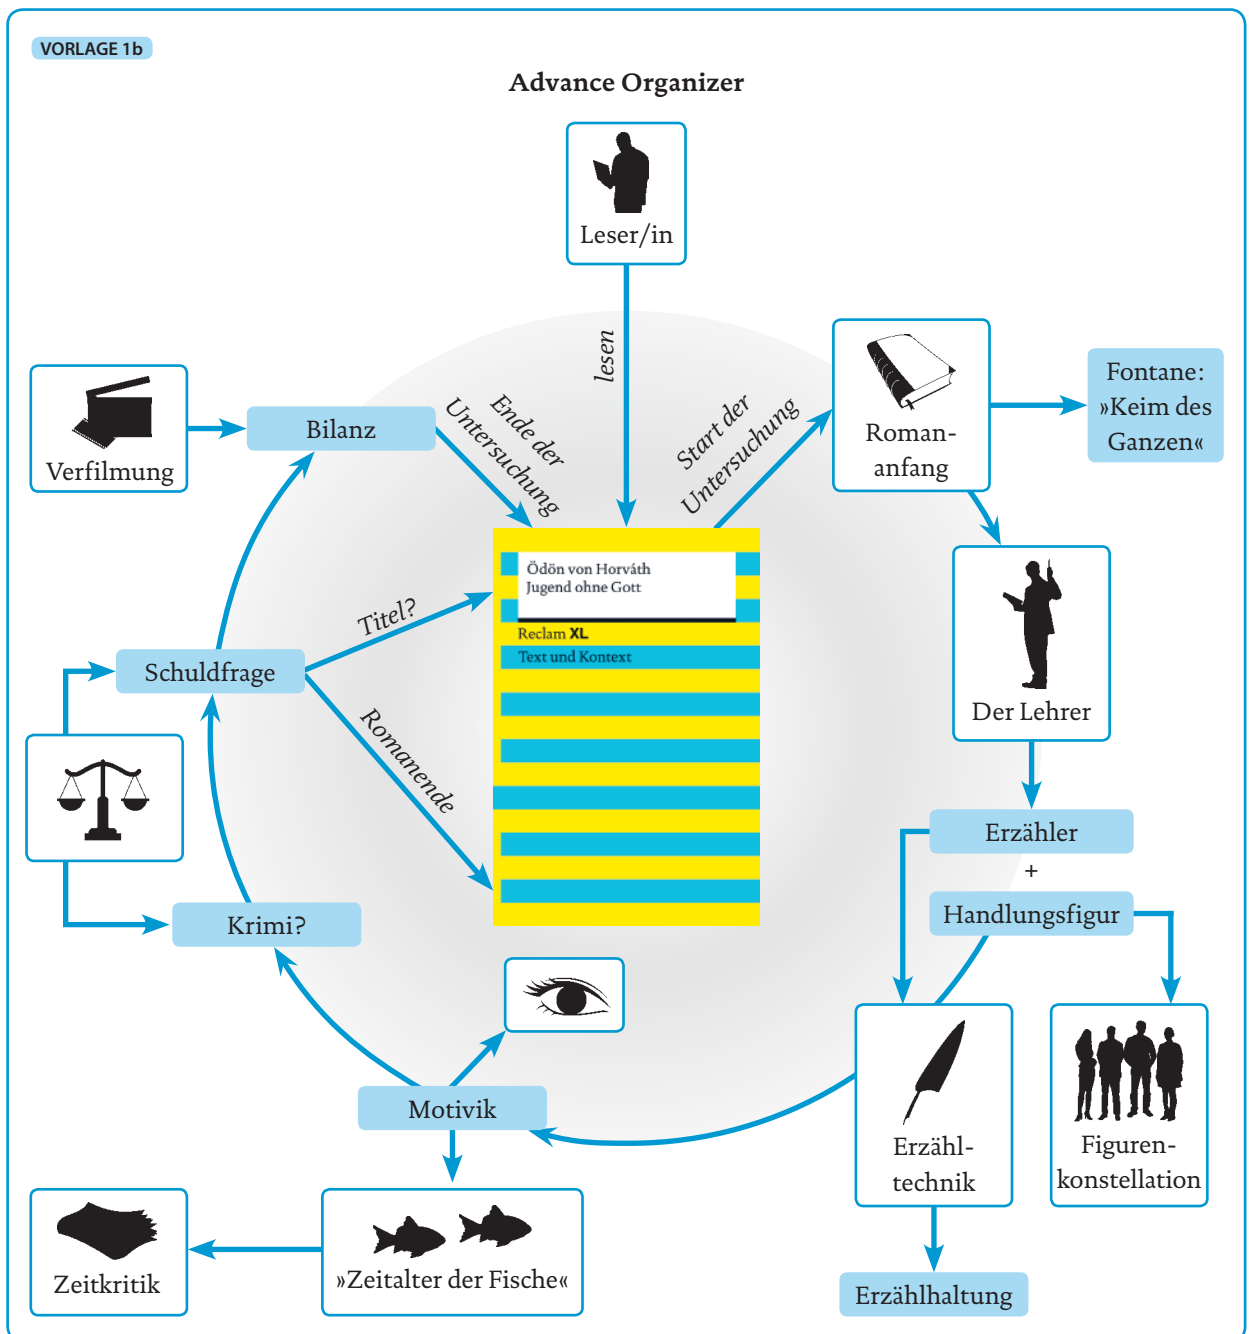 VORLAGE 1b
Advance Organizer
Leser/in
lesen
Start der
Untersuchung
Roman-
anfang
Fontane:
»Keim des
Ganzen«
Der Lehrer
Erzähler
+
Handlungsfigur
Erzähl-
technik
Figuren-
konstellation
Erzählhaltung
Motivik
»Zeitalter der Fische«
Zeitkritik
Krimi?
Schuldfrage
Titel?
Romanende
Bilanz
Verfilmung
Ende der
Untersuchung
Ödön von Horváth
Jugend ohne Gott
Reclam XL
Text und Kontext